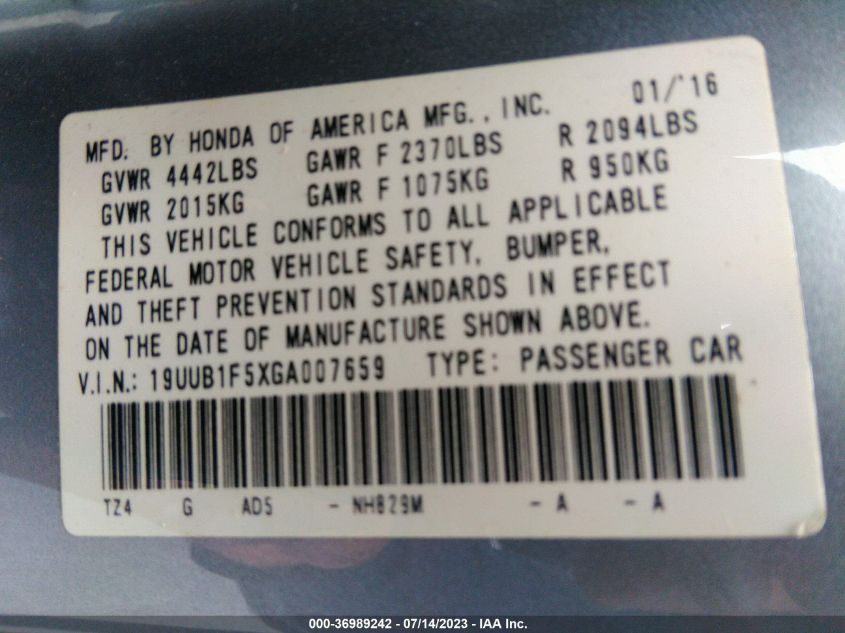 MFD. BY HONDA OF AMERICA MFG., INC. 01/'16
GVWR 4442LBS GAWR F 2370LBS R 2094LBS
GVWR 2015KG GAWR F 1075KG R 950KG
THIS VEHICLE CONFORMS TO ALL APPLICABLE
FEDERAL MOTOR VEHICLE SAFETY, BUMPER,
AND THEFT PREVENTION STANDARDS IN EFFECT
ON THE DATE OF MANUFACTURE SHOWN ABOVE.
V.I.N.: 19UUB1F5XGA007659 TYPE: PASSENGER CAR
TZ4 G AD5 - NH829M - A - A
000-36989242 - 07/14/2023 - IAA Inc.